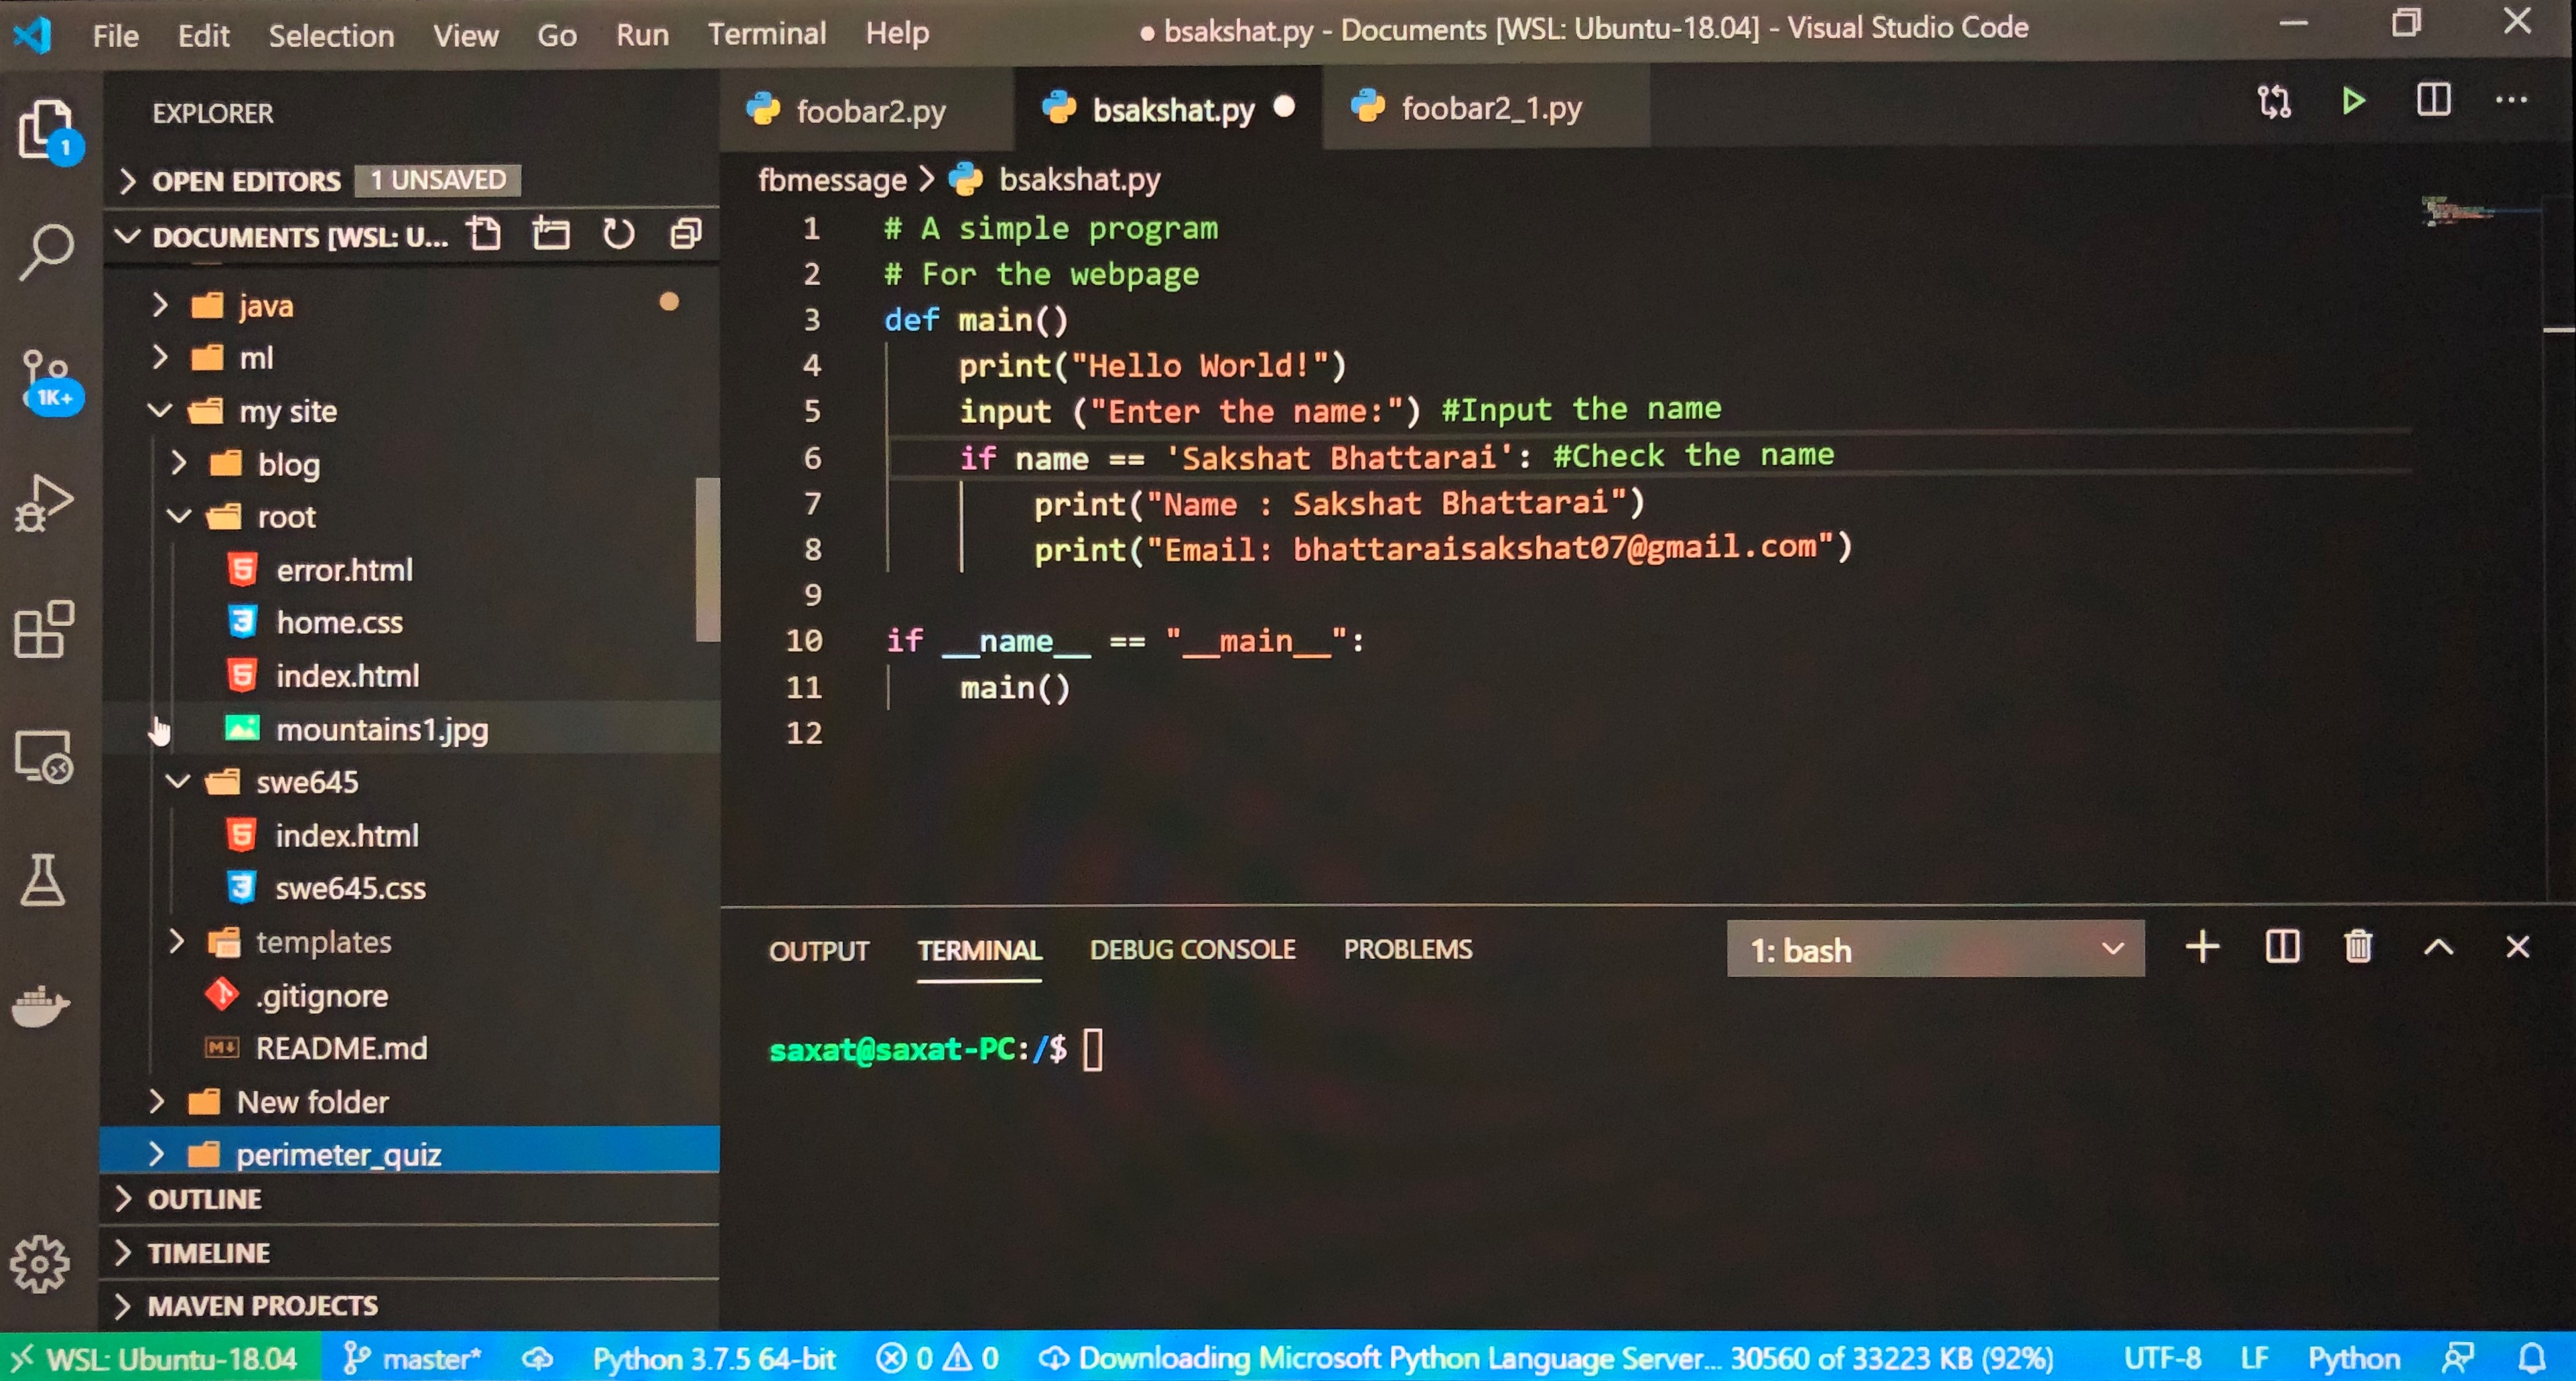 File Edit Selection View Go Run Terminal Help ● bsakshat.py - Documents [WSL: Ubuntu-18.04] - Visual Studio Code
EXPLORER
1
OPEN EDITORS 1 UNSAVED
DOCUMENTS [WSL: U...
java
ml
1K+
my site
blog
root
error.html
home.css
index.html
mountains1.jpg
swe645
index.html
swe645.css
templates
.gitignore
README.md
New folder
perimeter_quiz
OUTLINE
TIMELINE
MAVEN PROJECTS
foobar2.py bsakshat.py ● foobar2_1.py
fbmessage > bsakshat.py
1 # A simple program
2 # For the webpage
3 def main()
4 print("Hello World!")
5 input ("Enter the name:") #Input the name
6 if name == 'Sakshat Bhattarai': #Check the name
7 print("Name : Sakshat Bhattarai")
8 print("Email: bhattaraisakshat07@gmail.com")
9
10 if __name__ == "__main__":
11 main()
12
OUTPUT TERMINAL DEBUG CONSOLE PROBLEMS 1: bash
saxat@saxat-PC:/$
WSL: Ubuntu-18.04 master* Python 3.7.5 64-bit 0 0 Downloading Microsoft Python Language Server... 30560 of 33223 KB (92%) UTF-8 LF Python